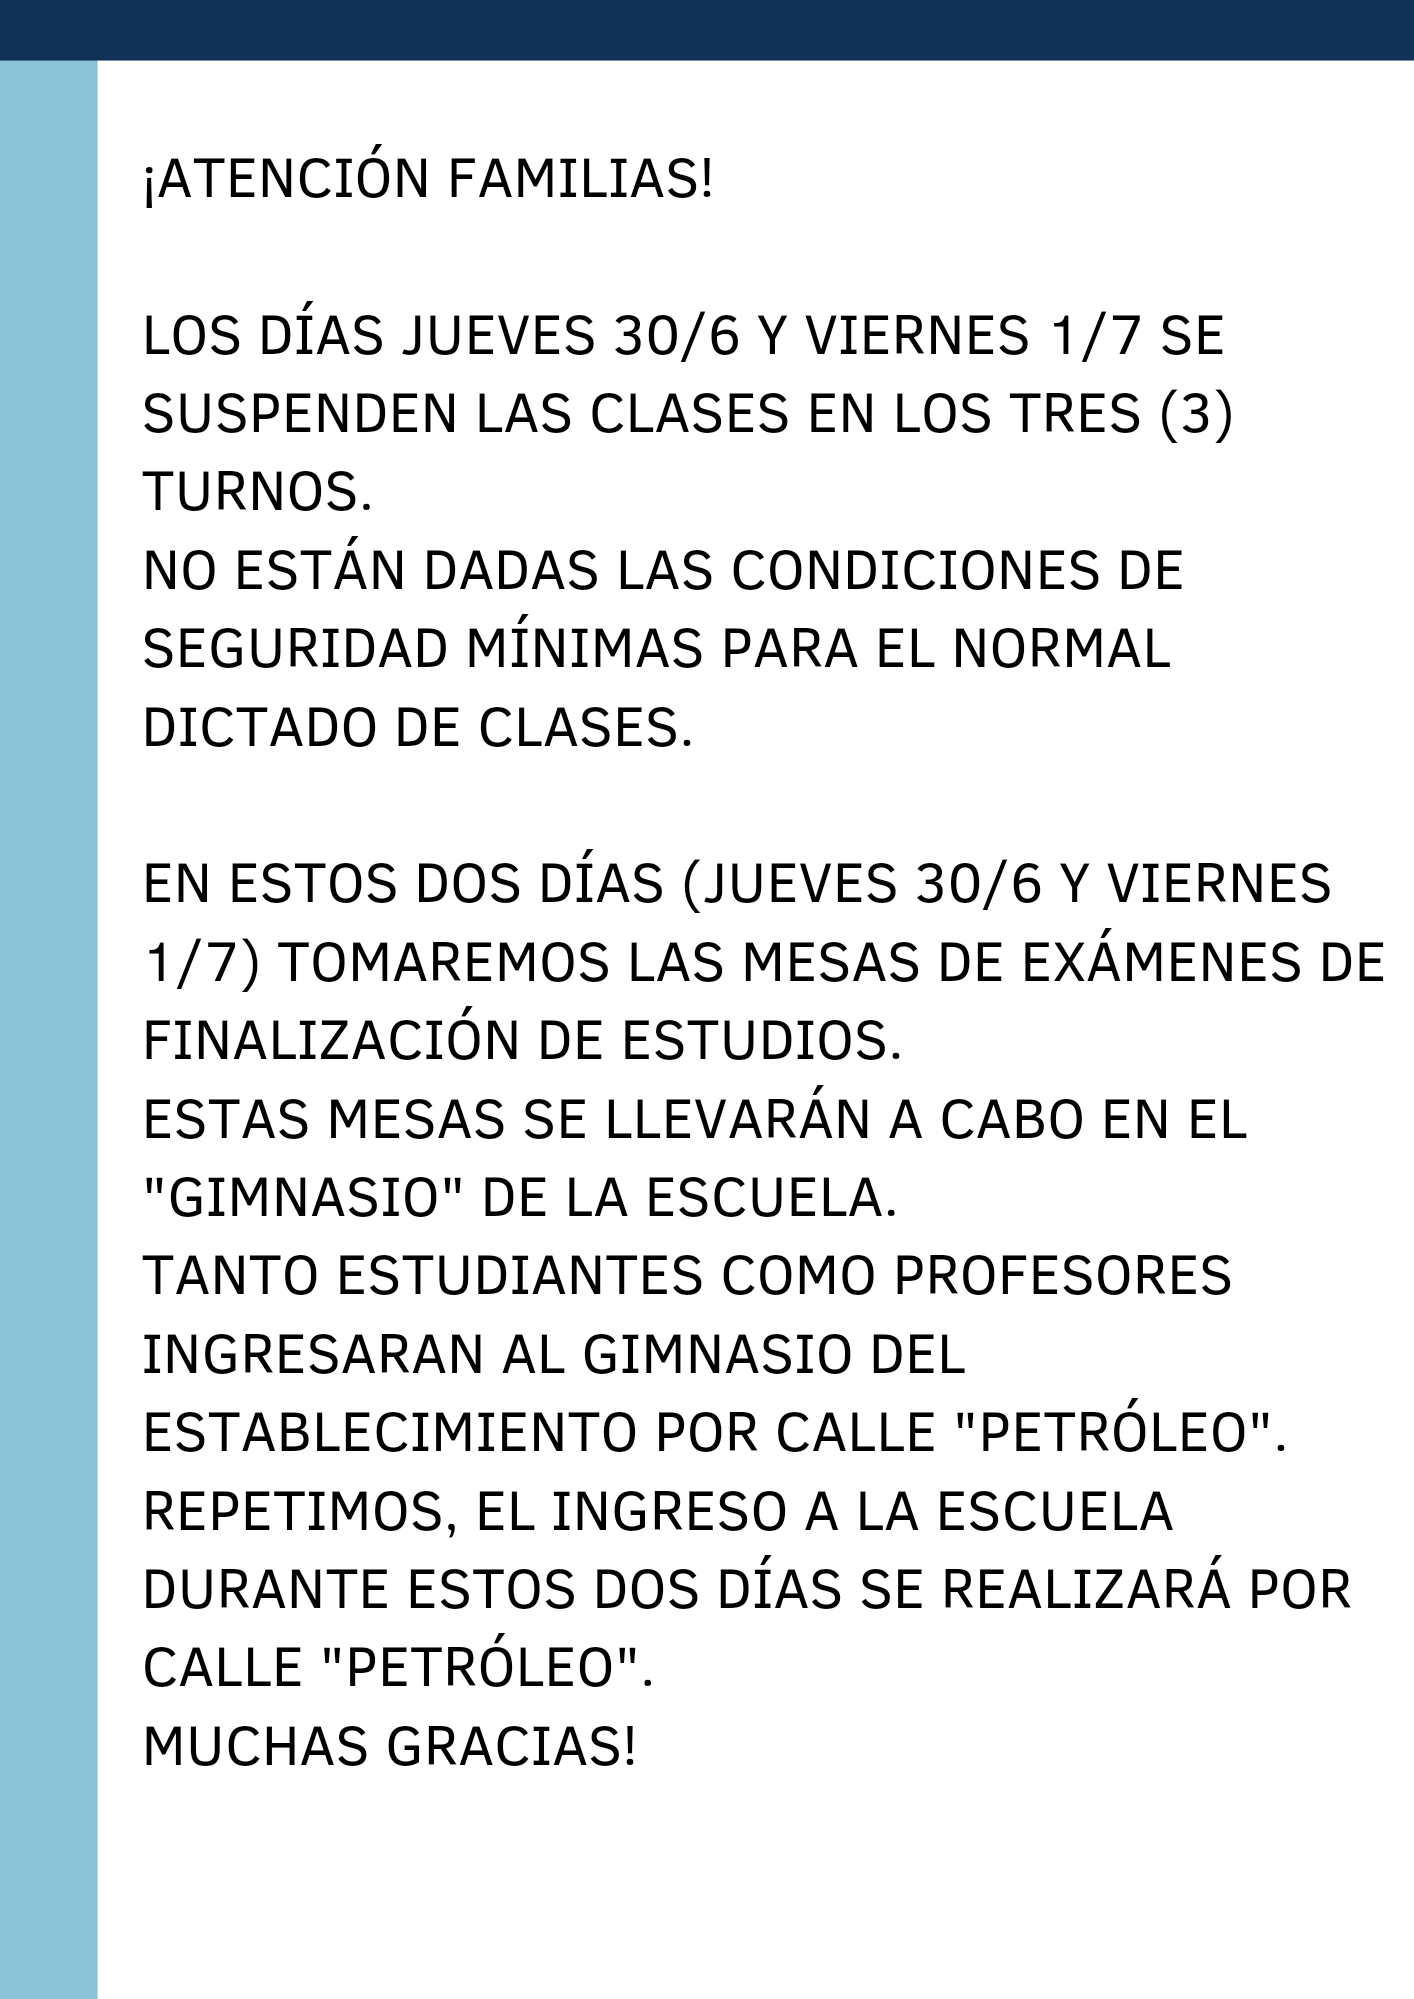 ¡ATENCIÓN FAMILIAS!
LOS DÍAS JUEVES 30/6 Y VIERNES 1/7 SE
SUSPENDEN LAS CLASES EN LOS TRES (3)
TURNOS.
NO ESTÁN DADAS LAS CONDICIONES DE
SEGURIDAD MÍNIMAS PARA EL NORMAL
DICTADO DE CLASES.
EN ESTOS DOS DÍAS (JUEVES 30/6 Y VIERNES
1/7) TOMAREMOS LAS MESAS DE EXÁMENES DE
FINALIZACIÓN DE ESTUDIOS.
ESTAS MESAS SE LLEVARÁN A CABO EN EL
"GIMNASIO" DE LA ESCUELA.
TANTO ESTUDIANTES COMO PROFESORES
INGRESARAN AL GIMNASIO DEL
ESTABLECIMIENTO POR CALLE "PETRÓLEO".
REPETIMOS, EL INGRESO A LA ESCUELA
DURANTE ESTOS DOS DÍAS SE REALIZARÁ POR
CALLE "PETRÓLEO".
MUCHAS GRACIAS!